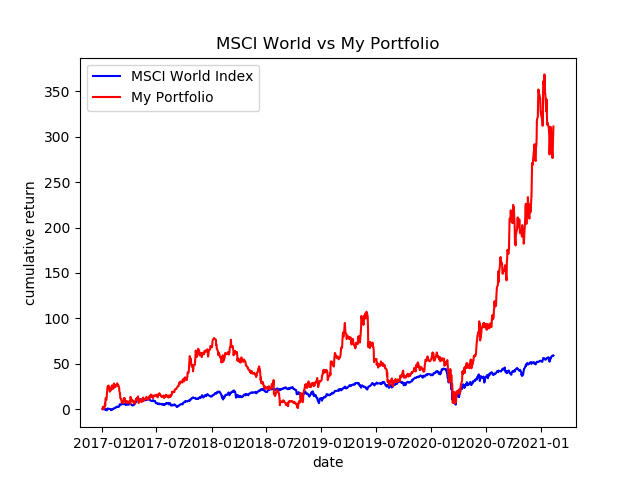 MSCI World vs My Portfolio
MSCI World Index
My Portfolio
cumulative return
350
300
250
200
150
100
50
0
2017-01 2017-07 2018-01 2018-07 2019-01 2019-07 2020-01 2020-07 2021-01
date